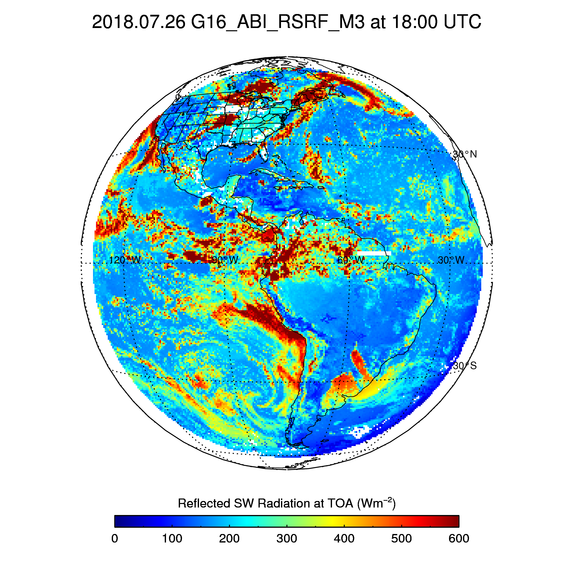 2018.07.26 G16_ABI_RSRF_M3 at 18:00 UTC
30°N
120°W 90°W 60°W 30°W
30°S
Reflected SW Radiation at TOA (Wm⁻²)
0 100 200 300 400 500 600